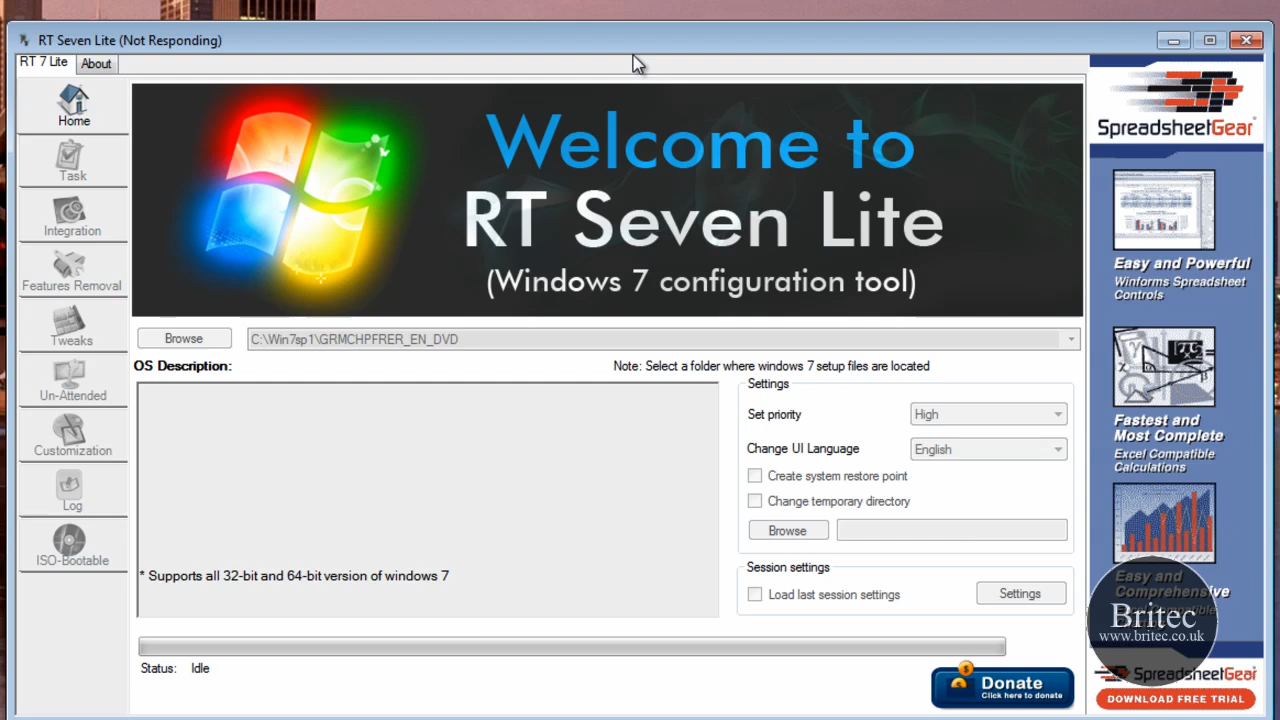 RT Seven Lite (Not Responding)
RT 7 Lite
About
Home
Task
Integration
Features Removal
Tweaks
Un-Attended
Customization
Log
ISO-Bootable
Welcome to
RT Seven Lite
(Windows 7 configuration tool)
Browse
C:\Win7sp1\GRMCHPFRER_EN_DVD
OS Description:
Note: Select a folder where windows 7 setup files are located
* Supports all 32-bit and 64-bit version of windows 7
Settings
Set priority
High
Change UI Language
English
Create system restore point
Change temporary directory
Browse
Session settings
Load last session settings
Settings
Status: Idle
Donate
Click here to donate
SpreadsheetGear
Easy and Powerful
Winforms Spreadsheet
Controls
Fastest and
Most Complete
Excel Compatible
Calculations
Easy and
Comprehensive
Excel Compatible
Britec
www.britec.co.uk
SpreadsheetGear
DOWNLOAD FREE TRIAL